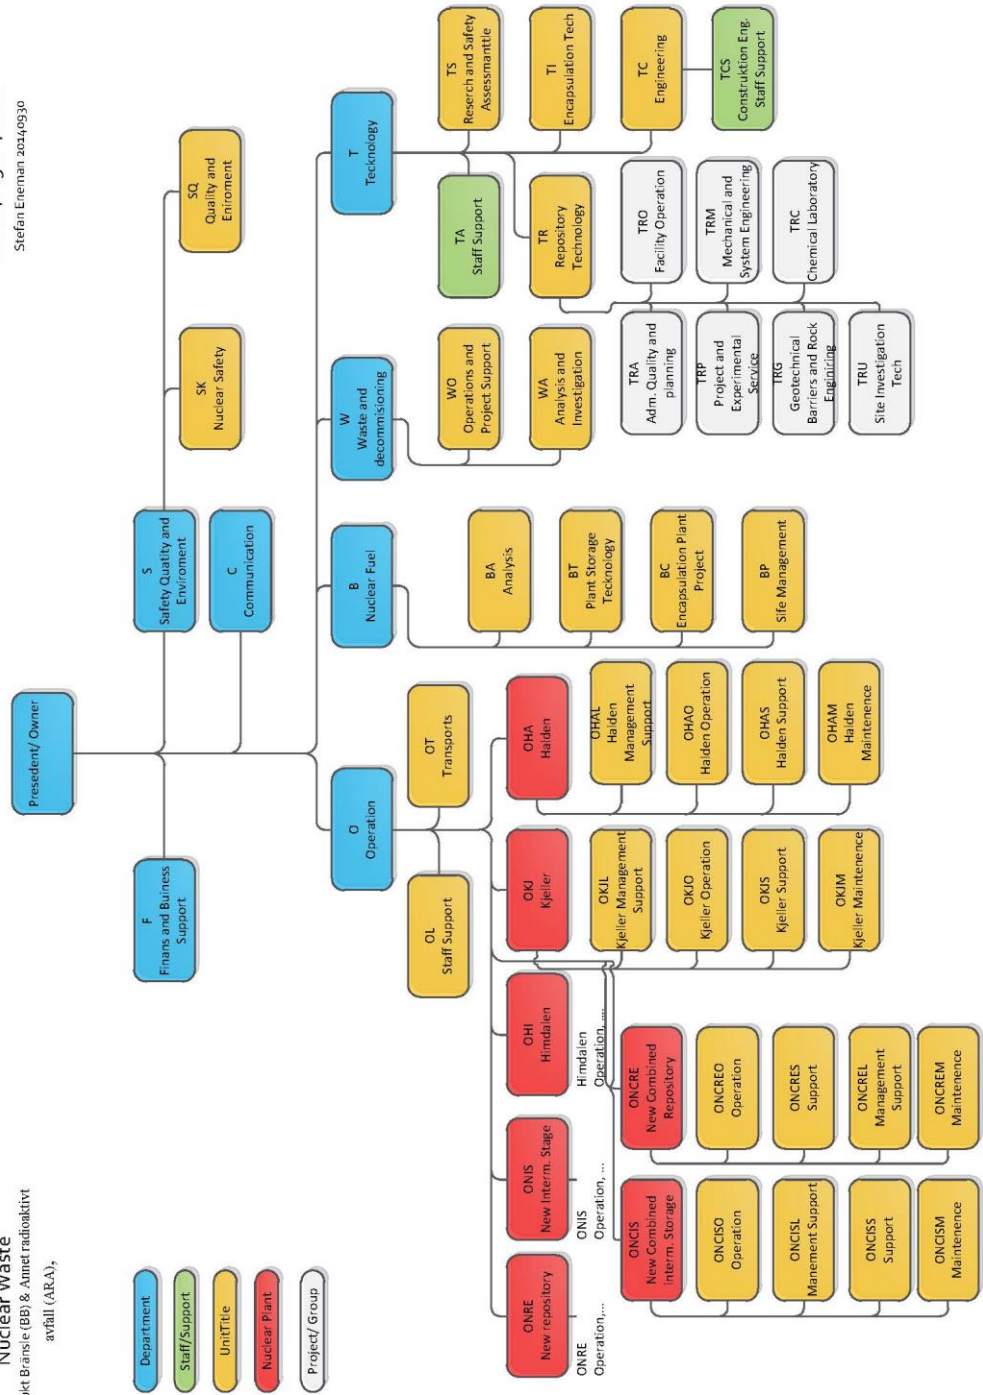 Stefan Eneman 20140930
Nuclear Waste
kt Bränsle (BB) & Annet radioaktivt
avfall (ARA),
Department
Staff/Support
UnitTitle
Nuclear Plant
Project/ Group
Presedent/ Owner
F
Finans and Buiness
Support
S
Safety Quatity and
Enviroment
C
Communication
SK
Nuclear Safety
SQ
Quality and
Eniroment
O
Operation
B
Nuclear Fuel
W
Waste and
decommisioning
T
Tecknology
OL
Staff Support
OT
Transports
ONRE
New repository
ONRE
Operation,...
ONIS
New Interm. Stage
ONIS
Operation, ...
OHI
Himdalen
Himdalen
Operation, ....
OKJ
Kjeller
OKJL
Kjeller Management
Support
OKJO
Kjeller Operation
OKJS
Kjeller Support
OKJM
Kjeller Maintenence
OHA
Halden
OHAL
Halden
Management
Support
OHAO
Halden Operation
OHAS
Halden Support
OHAM
Halden
Maintenence
ONCIS
New Combined
interm. Storage
ONCISO
Operation
ONCISL
Manement Support
ONCISS
Support
ONCISM
Maintenence
ONCRE
New Combined
Repository
ONCREO
Operation
ONCRES
Support
ONCREL
Management
Support
ONCREM
Maintenence
BA
Analysis
BT
Plant Storage
Tecknology
BC
Encapsulation Plant
Project
BP
Sife Management
WO
Operations and
Project Support
WA
Analysis and
Investigation
TA
Staff Support
TS
Reserch and Safety
Assessmanttle
TI
Encapsulation Tech
TC
Engineering
TCS
Construktion Eng.
Staff Support
TR
Repository
Technology
TRA
Adm. Quality and
planning
TRO
Facility Operation
TRP
Project and
Experimental
Service
TRM
Mechanical and
System Engineering
TRG
Geotechnical
Barriers and Rock
Enginiring
TRC
Chemical Laboratory
TRU
Site Investigation
Tech